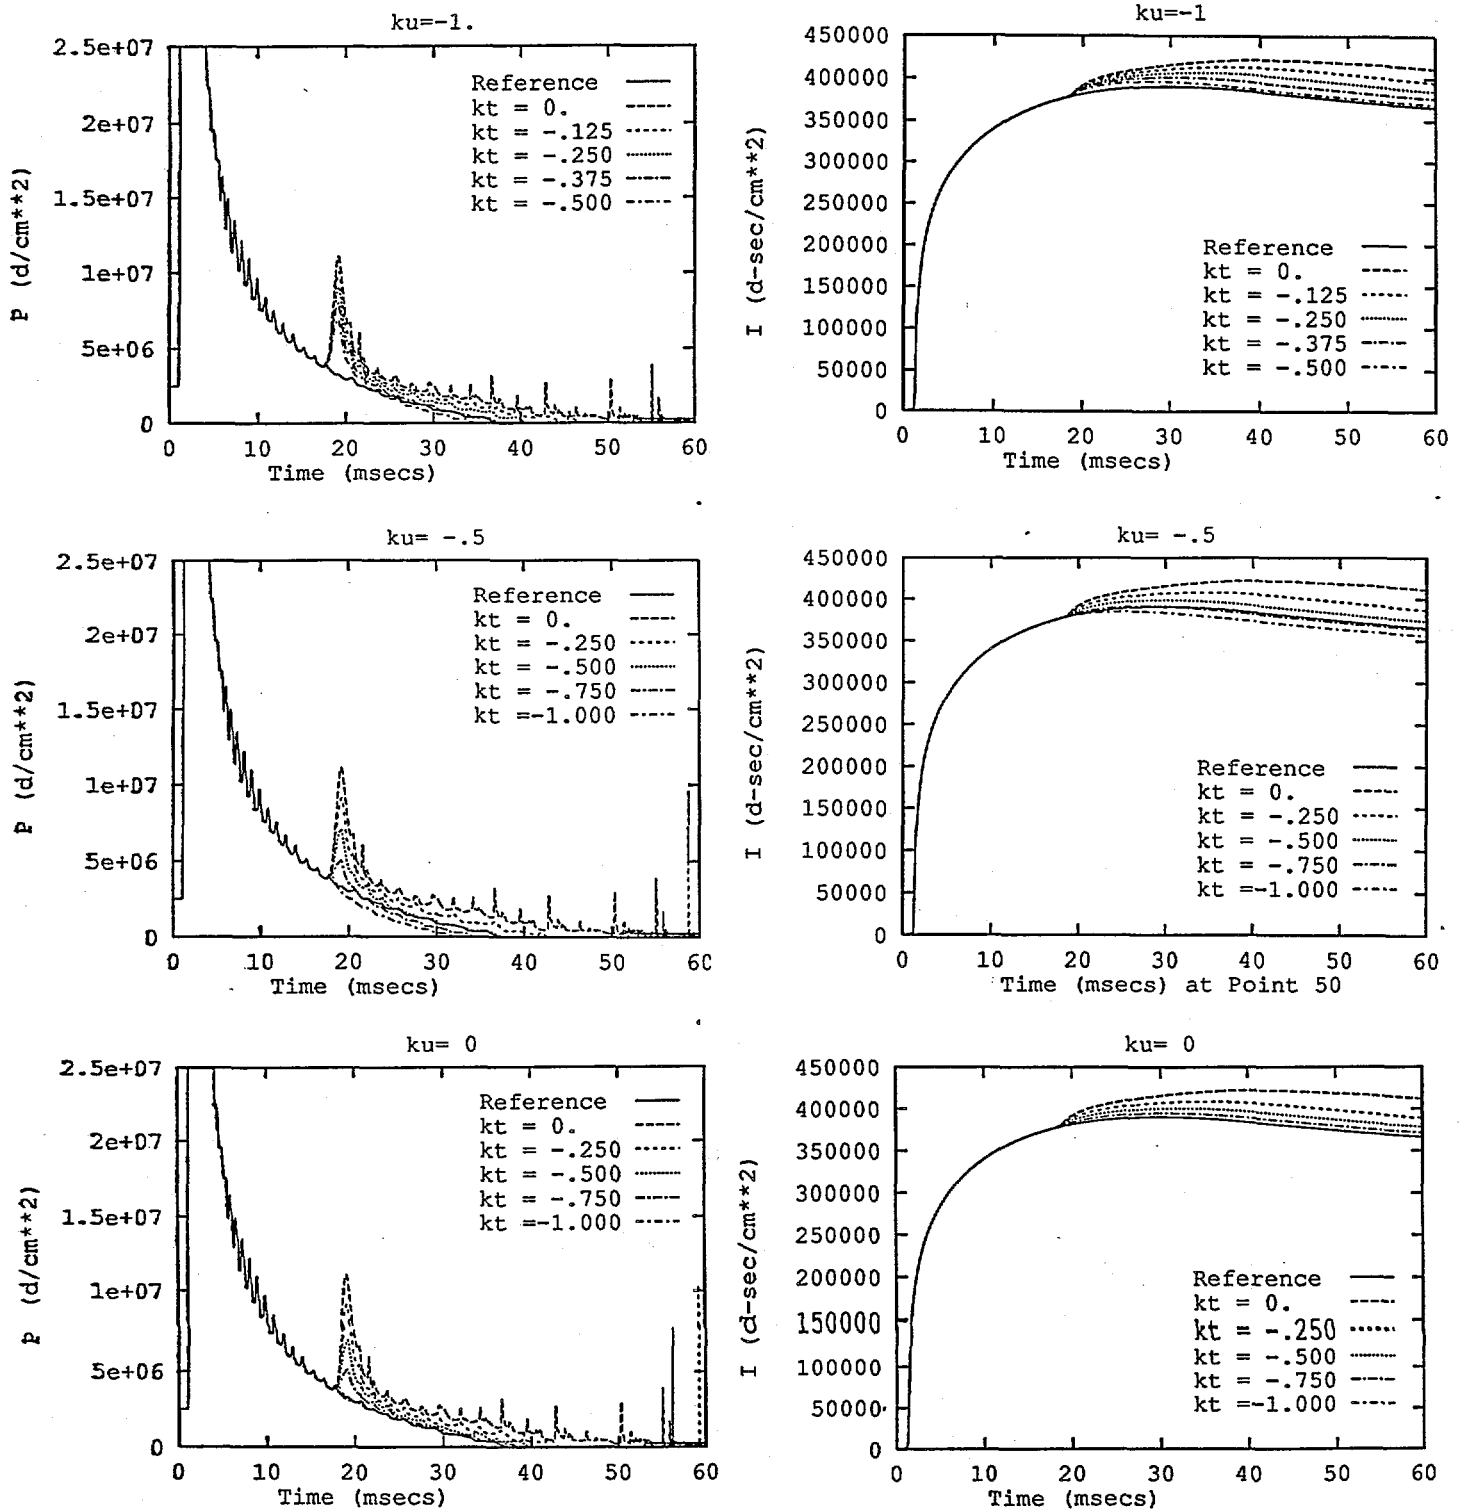 ku=-1.
2.5e+07
2e+07
1.5e+07
1e+07
5e+06
0
p (d/cm**2)
Reference
kt = 0.
kt = -.125
kt = -.250
kt = -.375
kt = -.500
0 10 20 30 40 50 60
Time (msecs)
ku=-1
450000
400000
350000
300000
250000
200000
150000
100000
50000
0
I (d-sec/cm**2)
Reference
kt = 0.
kt = -.125
kt = -.250
kt = -.375
kt = -.500
0 10 20 30 40 50 60
Time (msecs)
ku= -.5
2.5e+07
2e+07
1.5e+07
1e+07
5e+06
0
p (d/cm**2)
Reference
kt = 0.
kt = -.250
kt = -.500
kt = -.750
kt =-1.000
0 10 20 30 40 50 60
Time (msecs)
ku= -.5
450000
400000
350000
300000
250000
200000
150000
100000
50000
0
I (d-sec/cm**2)
Reference
kt = 0.
kt = -.250
kt = -.500
kt = -.750
kt =-1.000
0 10 20 30 40 50 60
Time (msecs) at Point 50
ku= 0
2.5e+07
2e+07
1.5e+07
1e+07
5e+06
0
p (d/cm**2)
Reference
kt = 0.
kt = -.250
kt = -.500
kt = -.750
kt =-1.000
0 10 20 30 40 50 60
Time (msecs)
ku= 0
450000
400000
350000
300000
250000
200000
150000
100000
50000
0
I (d-sec/cm**2)
Reference
kt = 0.
kt = -.250
kt = -.500
kt = -.750
kt =-1.000
0 10 20 30 40 50 60
Time (msecs)